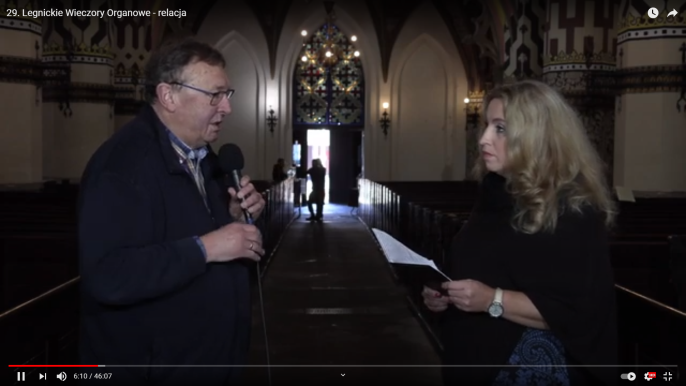 29. Legnickie Wieczory Organowe - relacja
6:10 / 46:07